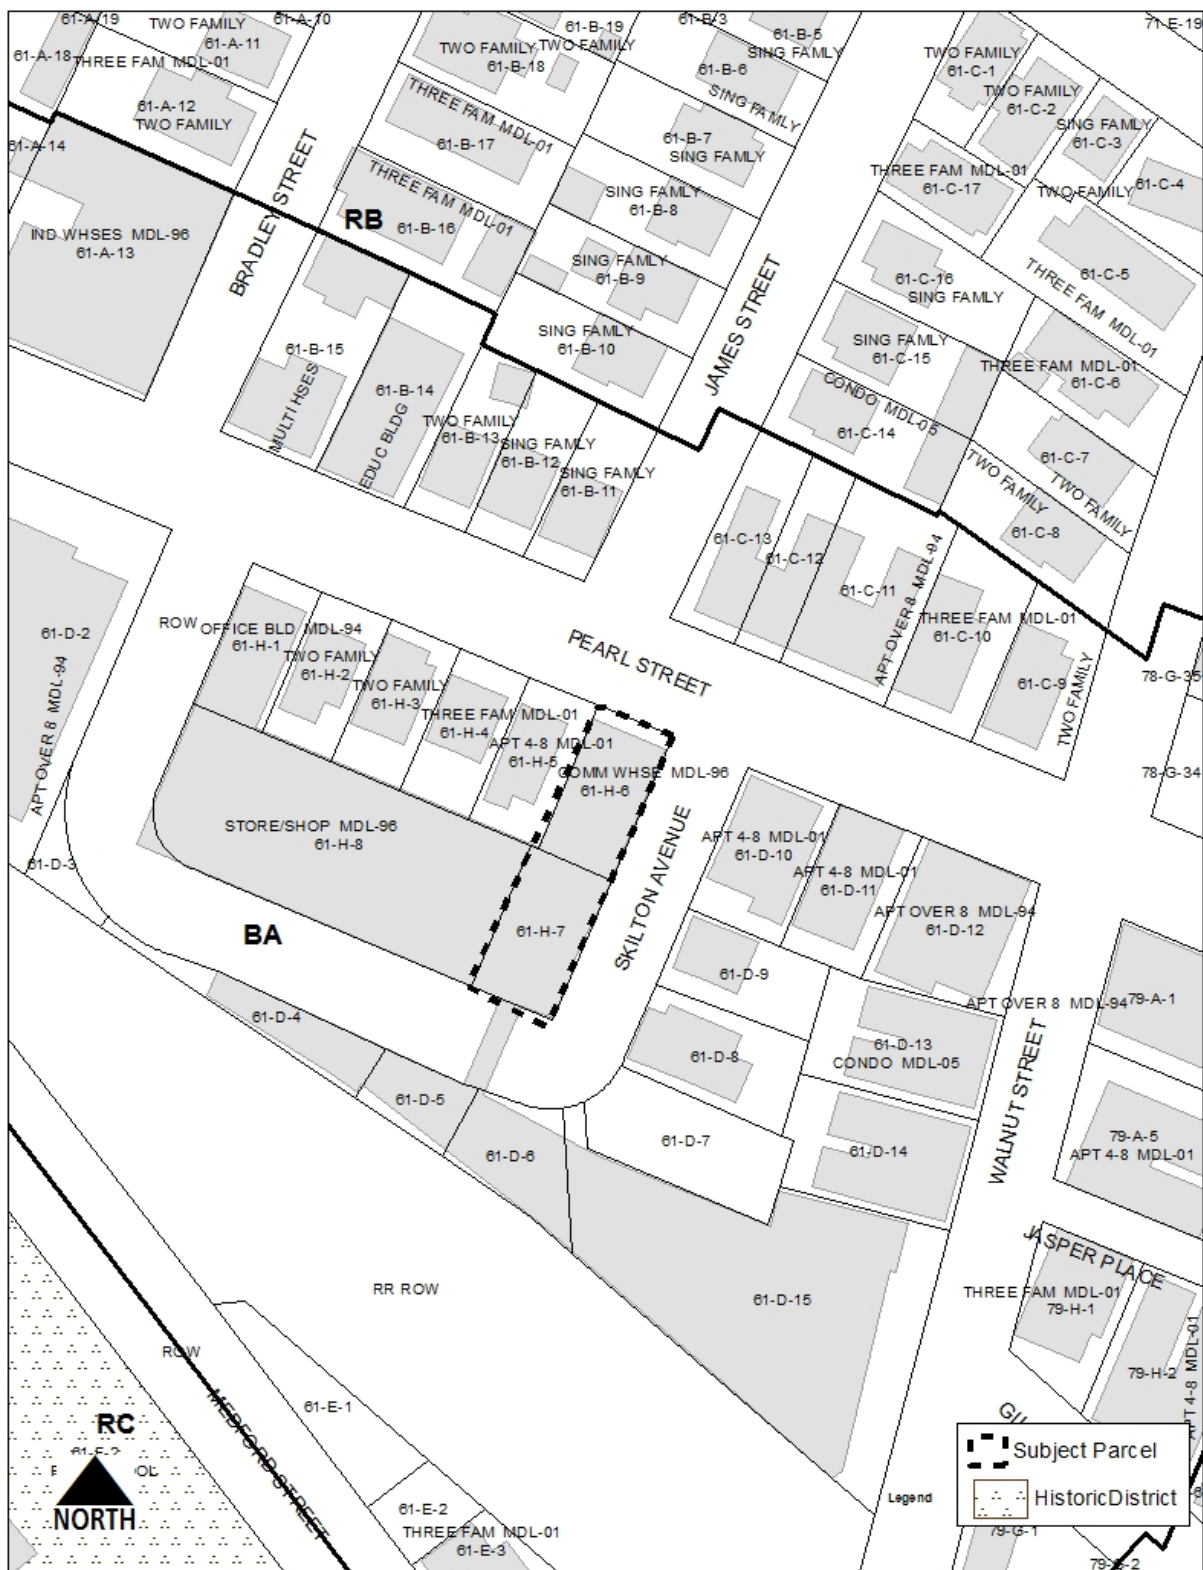 61-A-19
TWO FAMILY
61-A-10
61-A-11
61-A-18
THREE FAM MDL-01
61-A-12
TWO FAMILY
61-A-14
IND WHSES MDL-96
61-A-13
BRADLEY STREET
61-B-19
TWO FAMILY
TWO FAMILY
61-B-18
THREE FAM MDL-01
61-B-17
THREE FAM MDL-01
RB
61-B-16
61-B-3
61-B-5
SING FAMLY
61-B-6
SING FAMLY
61-B-7
SING FAMLY
SING FAMLY
61-B-8
SING FAMLY
61-B-9
SING FAMLY
61-B-10
JAMES STREET
71-E-19
TWO FAMILY
61-C-1
TWO FAMILY
61-C-2
SING FAMLY
61-C-3
61-C-4
THREE FAM MDL-01
61-C-17
TWO FAMILY
61-C-5
THREE FAM MDL-01
61-C-16
SING FAMLY
SING FAMLY
61-C-15
THREE FAM MDL-01
61-C-6
CONDO MDL-05
61-C-14
61-C-7
TWO FAMILY
TWO FAMILY
61-C-8
61-B-15
MULTI HSES
61-B-14
EDUC BLDG
TWO FAMILY
61-B-13
SING FAMLY
61-B-12
SING FAMLY
61-B-11
61-C-13
61-C-12
61-C-11
APT OVER 8 MDL-94
THREE FAM MDL-01
61-C-10
61-C-9
TWO FAMILY
78-G-35
78-G-34
PEARL STREET
61-D-2
APT OVER 8 MDL-94
ROW
OFFICE BLD MDL-94
61-H-1
TWO FAMILY
61-H-2
TWO FAMILY
61-H-3
THREE FAM MDL-01
61-H-4
APT 4-8 MDL-01
61-H-5
COMM WHSE MDL-96
61-H-6
STORE/SHOP MDL-96
61-H-8
61-D-3
SKILTON AVENUE
61-H-7
BA
APT 4-8 MDL-01
61-D-10
APT 4-8 MDL-01
61-D-11
APT OVER 8 MDL-94
61-D-12
61-D-9
APT OVER 8 MDL-94
79-A-1
61-D-4
61-D-8
61-D-13
CONDO MDL-05
WALNUT STREET
61-D-5
61-D-6
61-D-7
61-D-14
79-A-5
APT 4-8 MDL-01
JASPER PLACE
RR ROW
61-D-15
THREE FAM MDL-01
79-H-1
79-H-2
APT 4-8 MDL-01
ROW
MEDFORD STREET
61-E-1
RC
NORTH
61-E-2
THREE FAM MDL-01
61-E-3
Legend
Subject Parcel
HistoricDistrict
79-G-1
79-G-2